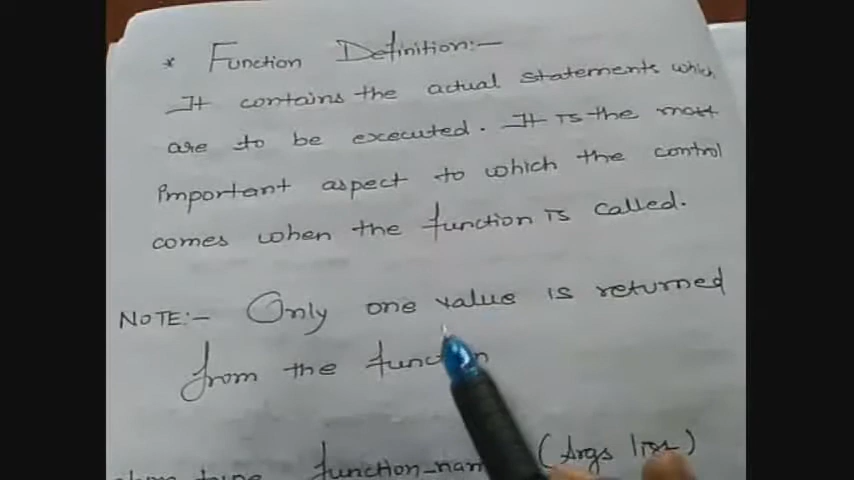 * Function Definition:-
It contains the actual statements which
are to be executed. It is the most
important aspect to which the control
comes when the function is called.
NOTE:- Only one value is returned
from the function
function_nam (Args list)